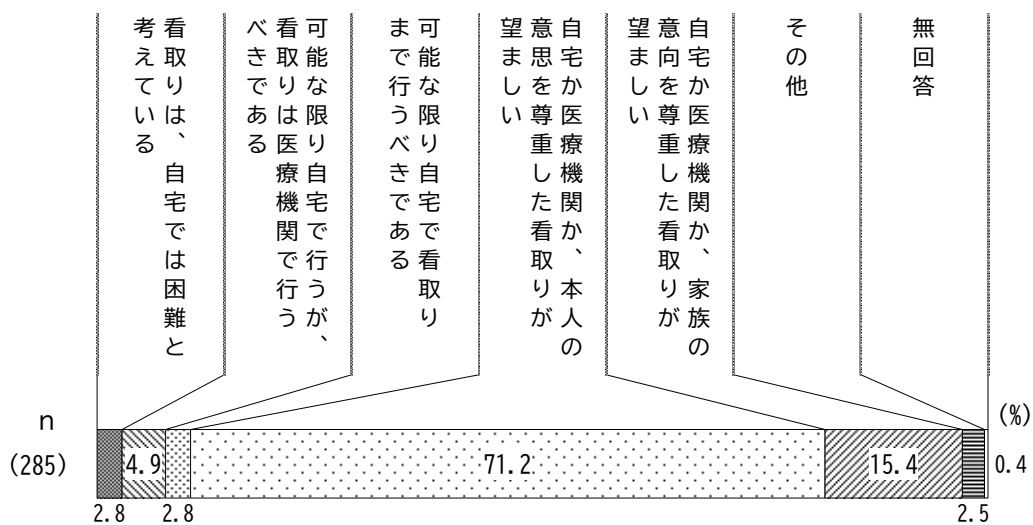 看取りは、自宅では困難と
考えている
可能な限り自宅で行うが、
看取りは医療機関で行う
べきである
可能な限り自宅で看取り
まで行うべきである
自宅か医療機関か、本人の
意思を尊重した看取りが
望ましい
自宅か医療機関か、家族の
意向を尊重した看取りが
望ましい
その他
無回答
n
(%)
(285)
4.9
71.2
15.4
0.4
2.8
2.8
2.5